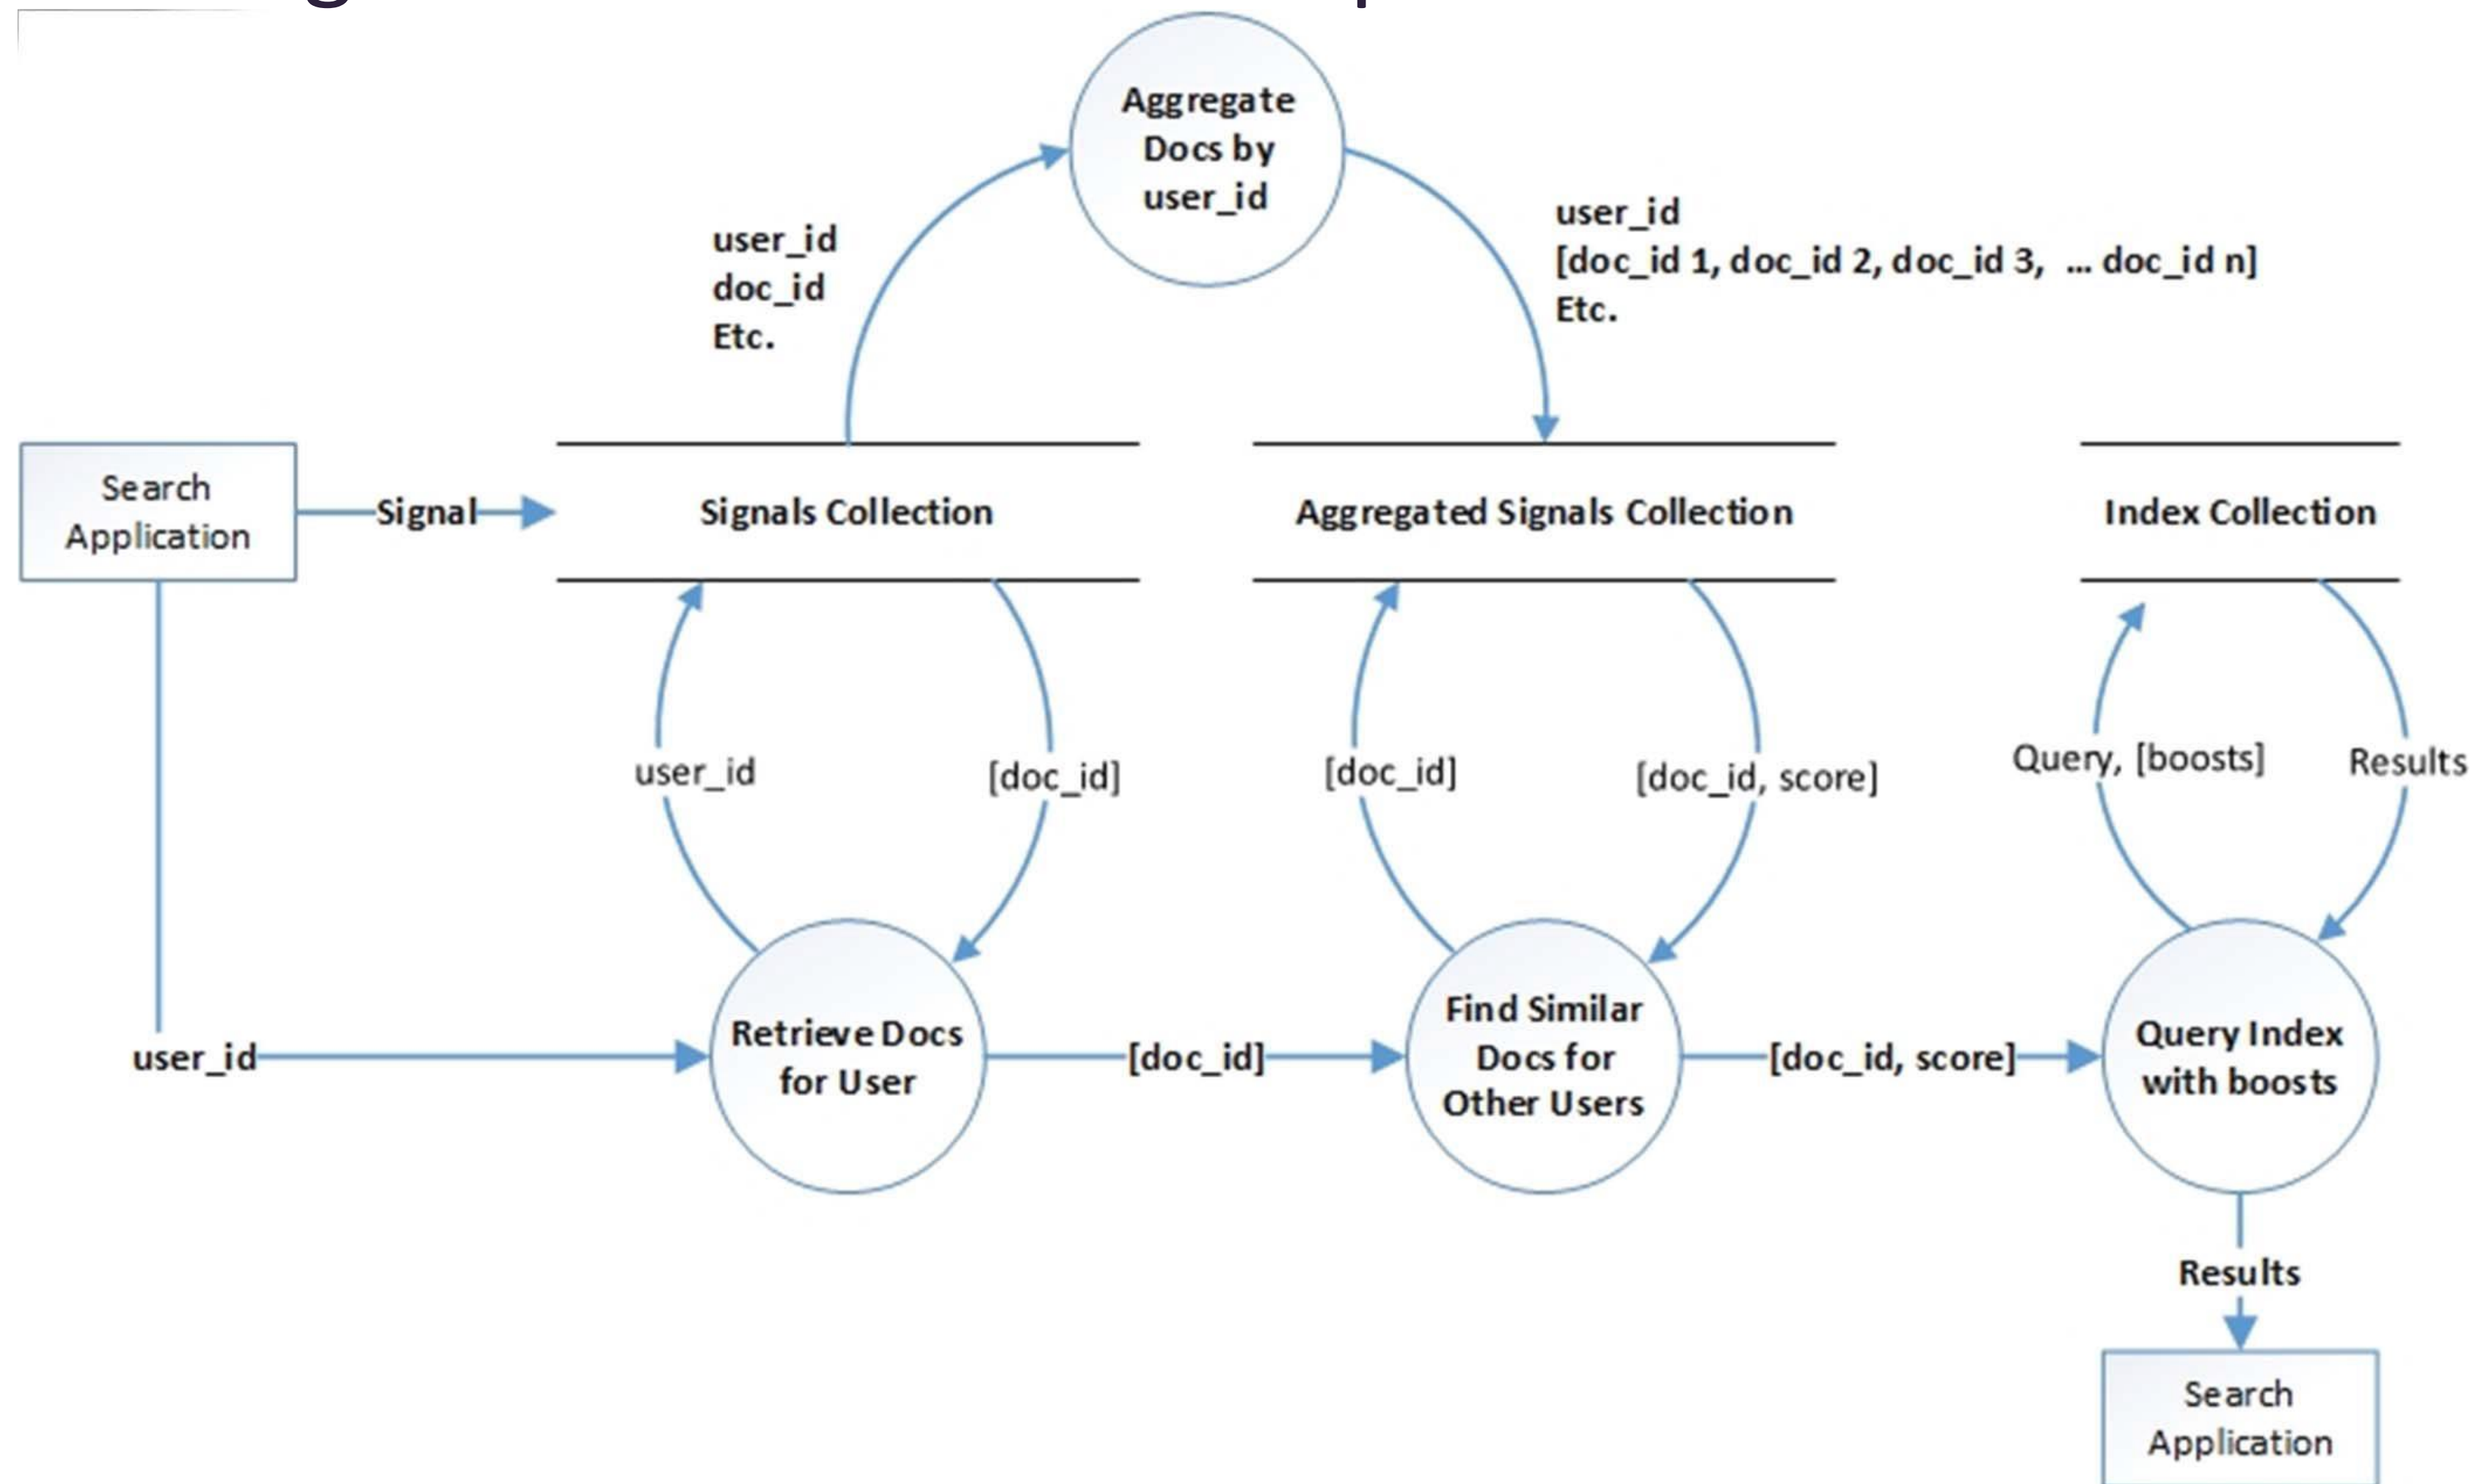 Aggregate
Docs by
user_id
user_id
doc_id
Etc.
user_id
[doc_id 1, doc_id 2, doc_id 3, ... doc_id n]
Etc.
Search
Application
Signal
Signals Collection
Aggregated Signals Collection
Index Collection
user_id
[doc_id]
[doc_id]
[doc_id, score]
Query, [boosts]
Results
user_id
Retrieve Docs
for User
[doc_id]
Find Similar
Docs for
Other Users
[doc_id, score]
Query Index
with boosts
Results
Search
Application